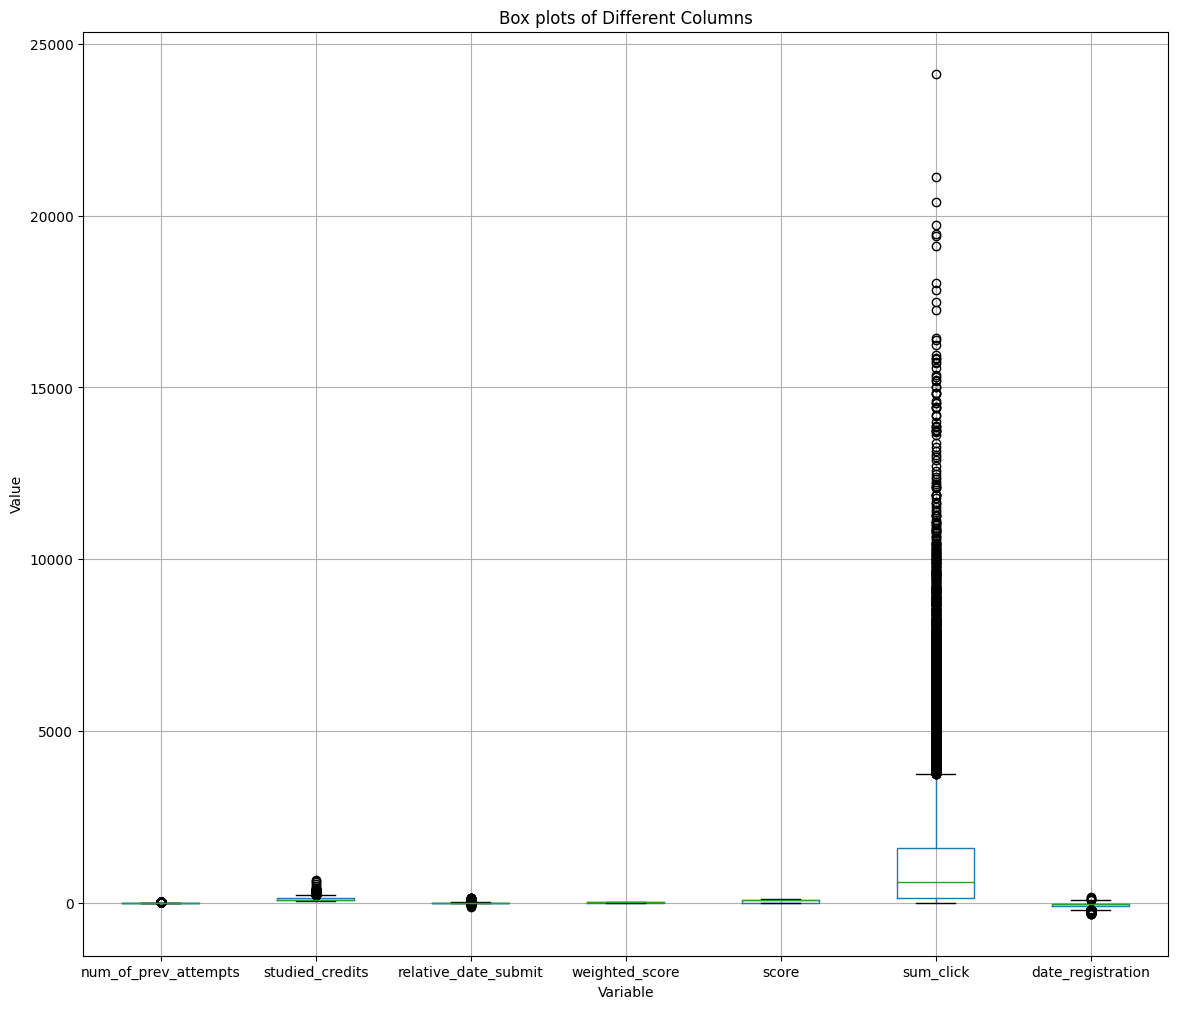 Box plots of Different Columns
25000
20000
15000
10000
5000
0
Value
num_of_prev_attempts studied_credits relative_date_submit weighted_score score sum_click date_registration
Variable